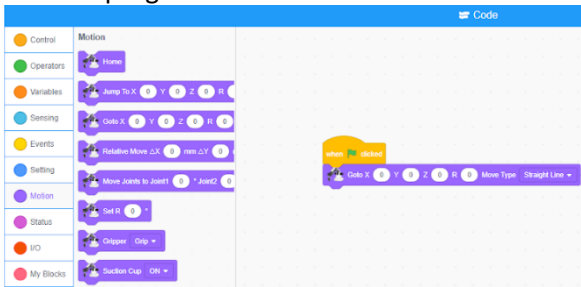 Code
Control
Operators
Variables
Sensing
Events
Setting
Motion
Status
I/O
My Blocks
Motion
Home
Jump To X 0 Y 0 Z 0 R
Goto X 0 Y 0 Z 0 R 0
Relative Move △X 0 mm △Y 0
Move Joints to Joint1 0 ° Joint2 0
Set R 0 °
Gripper Grip
Suction Cup ON
when clicked
Goto X 0 Y 0 Z 0 R 0 Move Type Straight Line